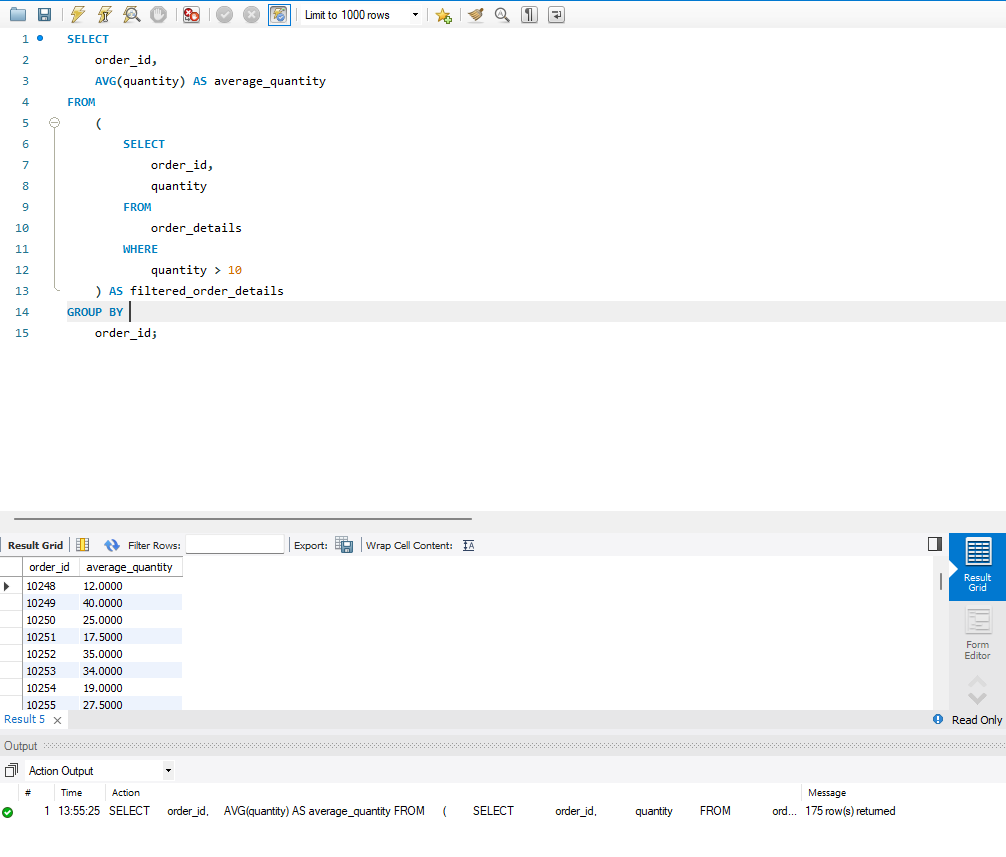 Limit to 1000 rows
1 SELECT
2 order_id,
3 AVG(quantity) AS average_quantity
4 FROM
5 (
6 SELECT
7 order_id,
8 quantity
9 FROM
10 order_details
11 WHERE
12 quantity > 10
13 ) AS filtered_order_details
14 GROUP BY
15 order_id;
Result Grid Filter Rows: Export: Wrap Cell Content:
order_id average_quantity
10248 12.0000
10249 40.0000
10250 25.0000
10251 17.5000
10252 35.0000
10253 34.0000
10254 19.0000
10255 27.5000
Result
Grid
Form
Editor
Result 5 Read Only
Output
Action Output
# Time Action Message
1 13:55:25 SELECT order_id, AVG(quantity) AS average_quantity FROM ( SELECT order_id, quantity FROM ord... 175 row(s) returned